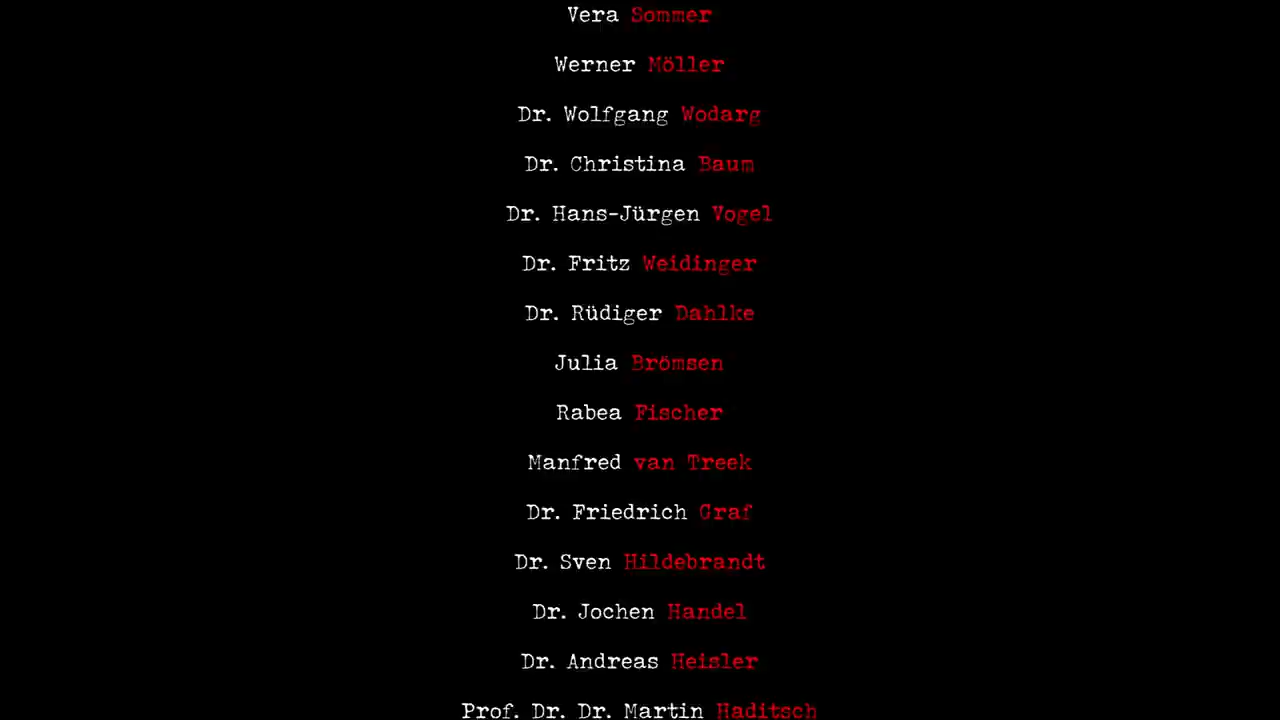 Vera Sommer
Werner Möller
Dr. Wolfgang Wodarg
Dr. Christina Baum
Dr. Hans-Jürgen Vogel
Dr. Fritz Weidinger
Dr. Rüdiger Dahlke
Julia Brömsen
Rabea Fischer
Manfred van Treek
Dr. Friedrich Graf
Dr. Sven Hildebrandt
Dr. Jochen Handel
Dr. Andreas Heisler
Prof. Dr. Dr. Martin Haditsch